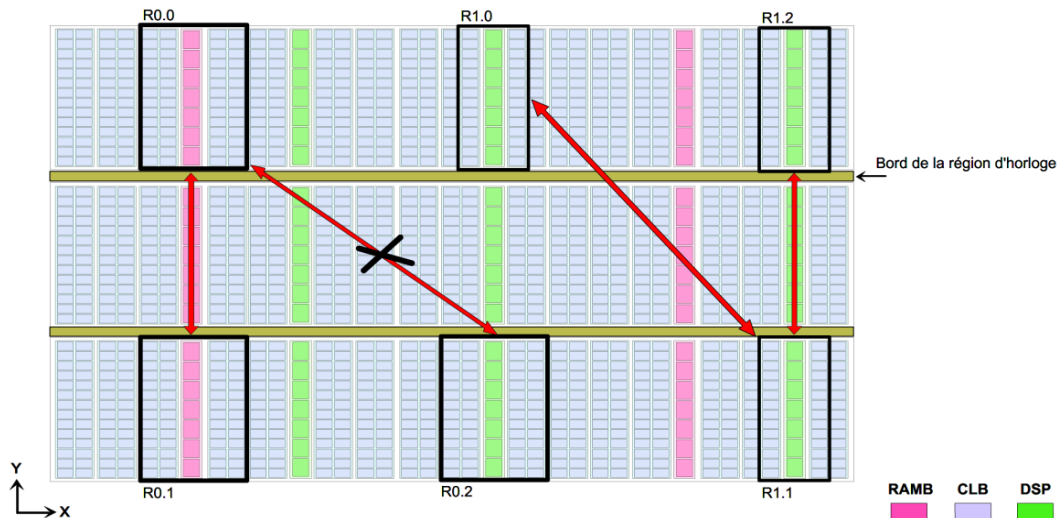 R0.0
R1.0
R1.2
Bord de la région d'horloge
Y
X
R0.1
R0.2
R1.1
RAMB CLB DSP